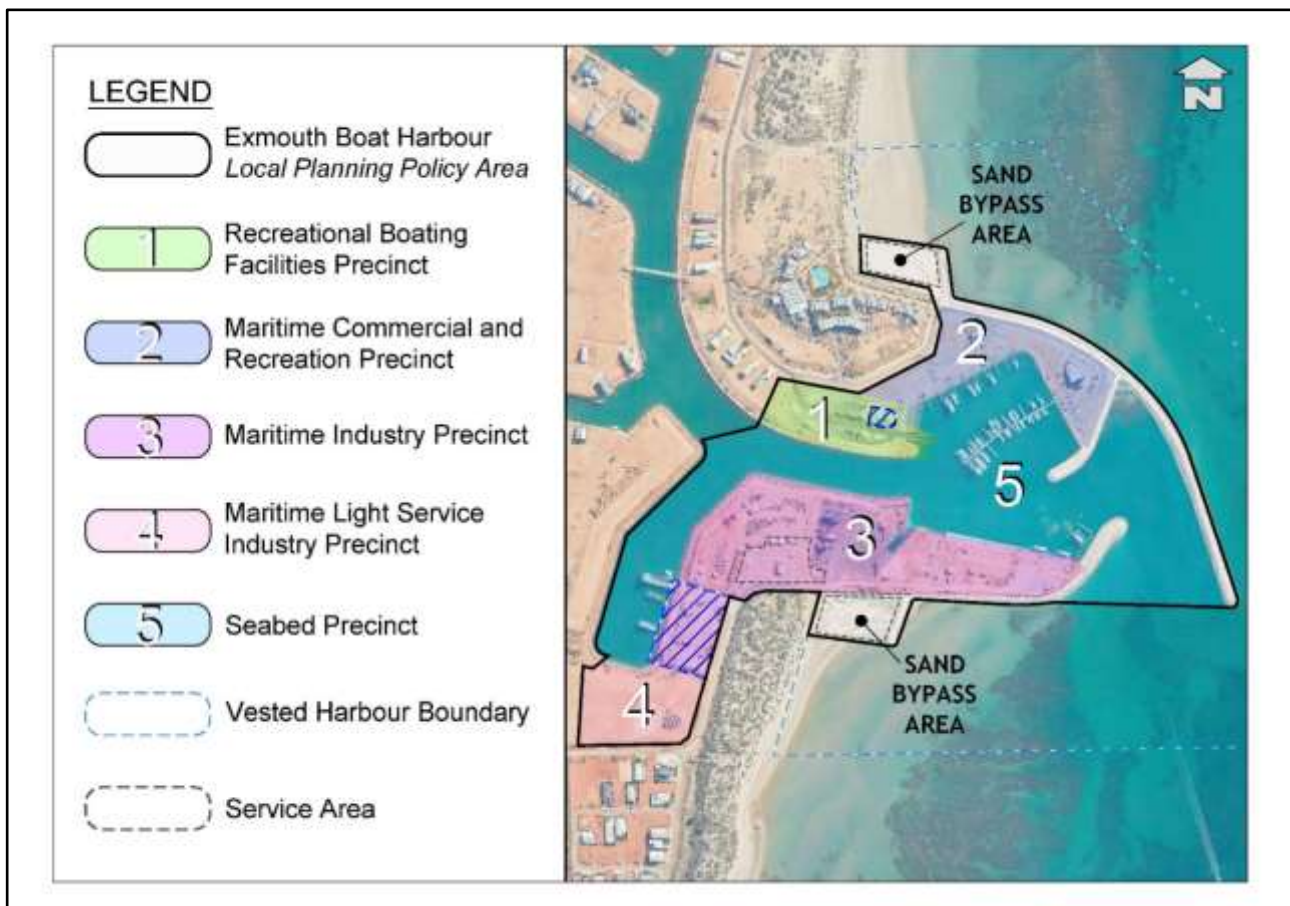 LEGEND
Exmouth Boat Harbour
Local Planning Policy Area
1
Recreational Boating
Facilities Precinct
2
Maritime Commercial and
Recreation Precinct
3
Maritime Industry Precinct
4
Maritime Light Service
Industry Precinct
5
Seabed Precinct
Vested Harbour Boundary
Service Area
N
SAND
BYPASS
AREA
2
1
5
3
4
SAND
BYPASS
AREA